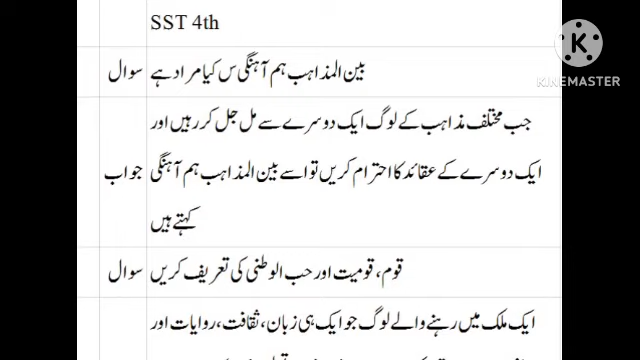 SST 4th
سوال بین المذاہب ہم آہنگی س کیا مراد ہے
جب مختلف مذاہب کے لوگ ایک دوسرے سے مل جل کر رہیں اور
جواب ایک دوسرے کے عقائد کا احترام کریں تو اسے بین المذاہب ہم آہنگی
کہتے ہیں
سوال قوم، قومیت اور حب الوطنی کی تعریف کریں
ایک ملک میں رہنے والے لوگ جو ایک ہی زبان، ثقافت، روایات اور
KINEMASTER